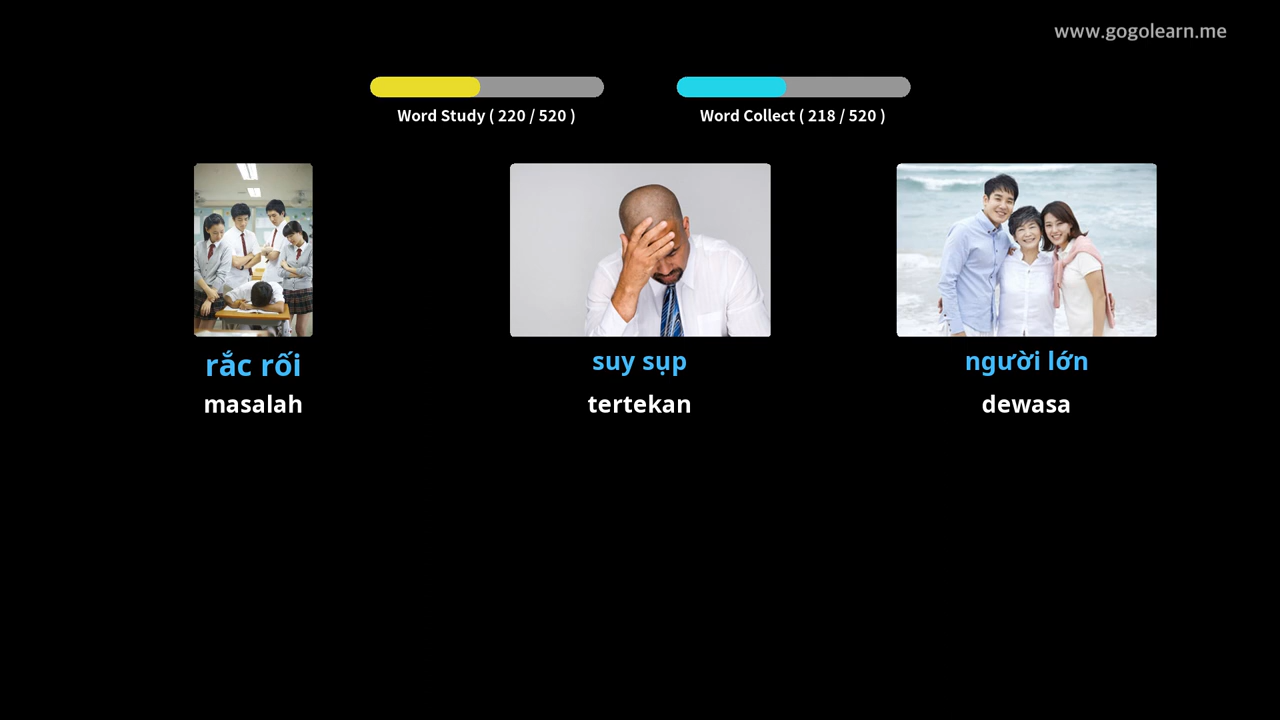 www.gogolearn.me
Word Study ( 220 / 520 )
Word Collect ( 218 / 520 )
rắc rối
masalah
suy sụp
tertekan
người lớn
dewasa